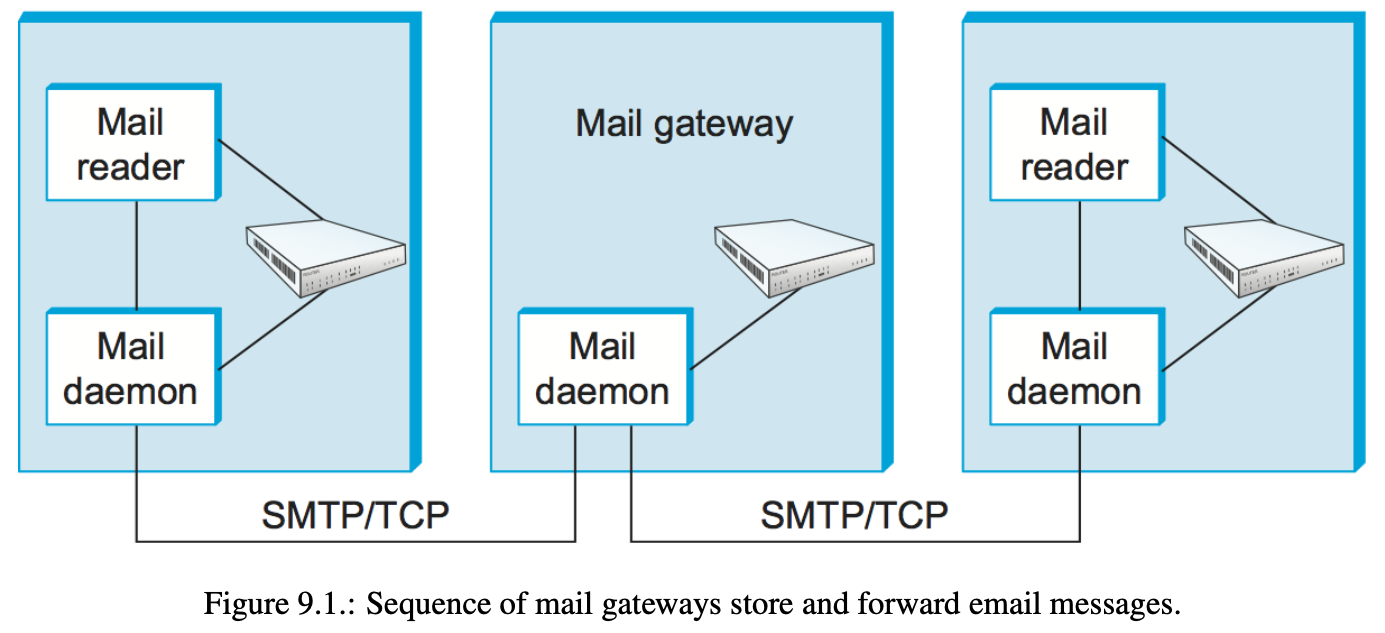 Mail
reader
Mail gateway
Mail
reader
Mail
daemon
Mail
daemon
Mail
daemon
SMTP/TCP
SMTP/TCP
Figure 9.1.: Sequence of mail gateways store and forward email messages.